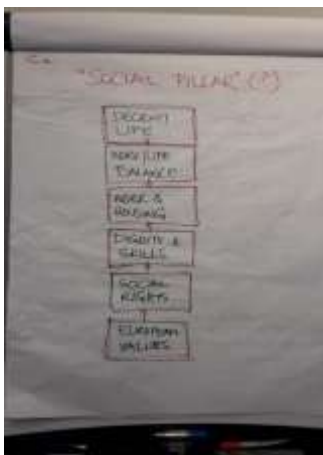 "SOCIAL PILLAR" (?)
DECENT
LIFE
WORK/LIFE
BALANCE
WORK &
HOUSING
DIGNITY &
SKILLS
SOCIAL
RIGHTS
EUROPEAN
VALUES